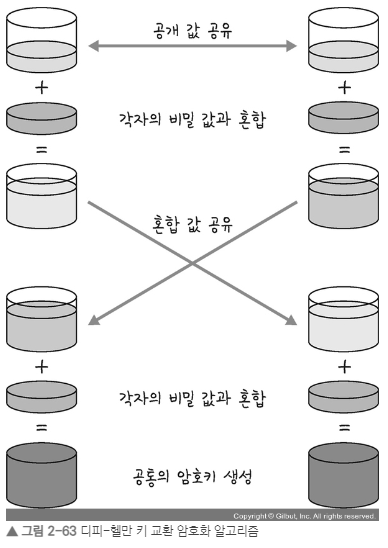 공개 값 공유
+ +
각자의 비밀 값과 혼합
= =
혼합 값 공유
+ +
각자의 비밀 값과 혼합
= =
공통의 암호키 생성
Copyright © Gilbut, Inc. All rights reserved.
▲ 그림 2-63 디피-헬만 키 교환 암호화 알고리즘